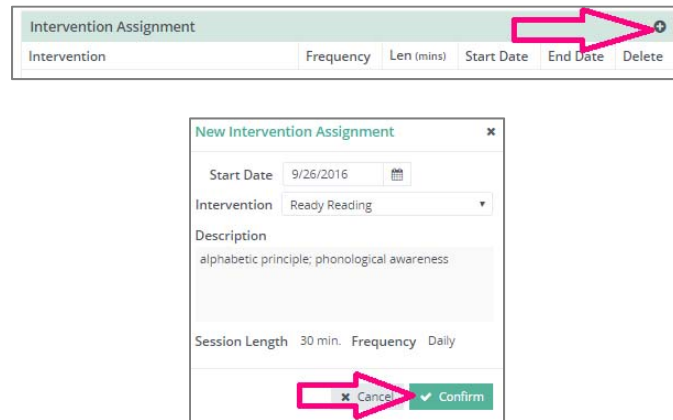 Intervention Assignment
Intervention Frequency Len (mins) Start Date End Date Delete
New Intervention Assignment
Start Date 9/26/2016
Intervention Ready Reading
Description
alphabetic principle; phonological awareness
Session Length 30 min. Frequency Daily
Cancel Confirm